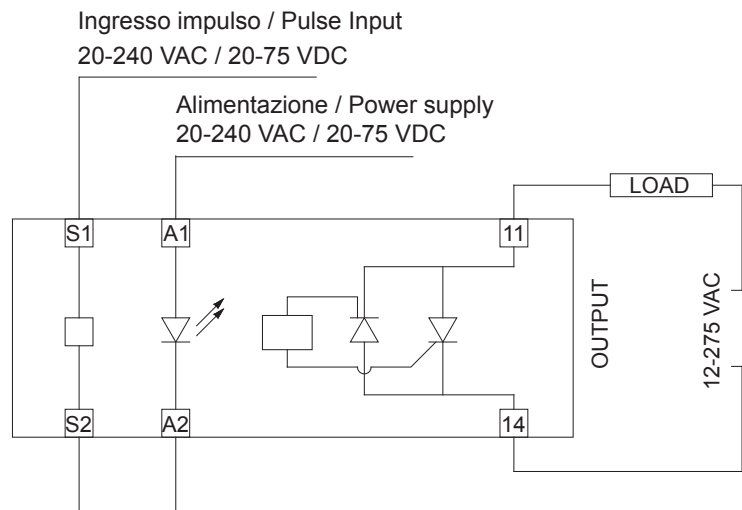 Ingresso impulso / Pulse Input
20-240 VAC / 20-75 VDC
Alimentazione / Power supply
20-240 VAC / 20-75 VDC
LOAD
S1
A1
11
OUTPUT
12-275 VAC
S2
A2
14